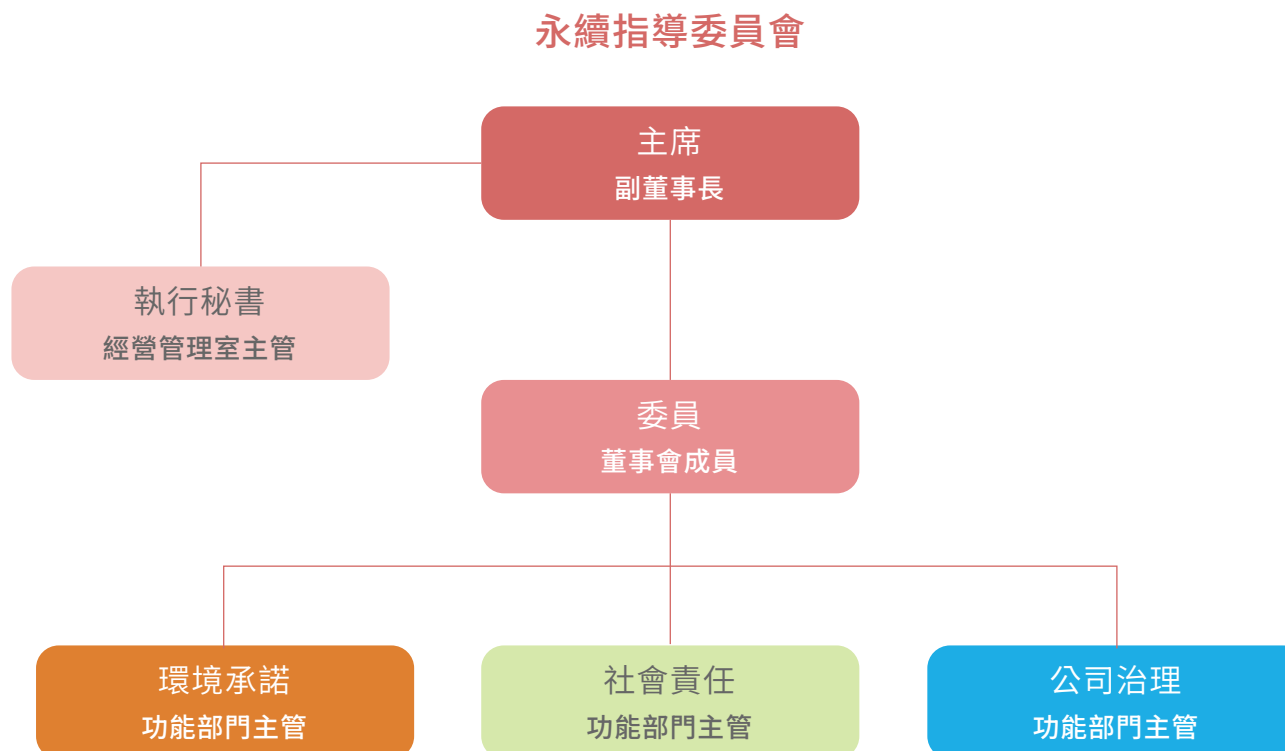 永續指導委員會
主席
副董事長
執行秘書
經營管理室主管
委員
董事會成員
環境承諾
功能部門主管
社會責任
功能部門主管
公司治理
功能部門主管